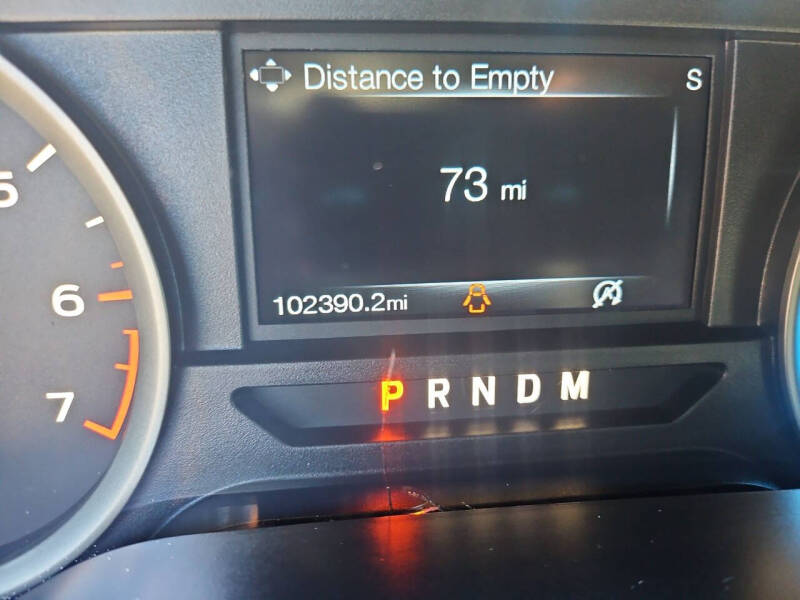 Distance to Empty S
73 mi
102390.2mi
P R N D M
5
6
7